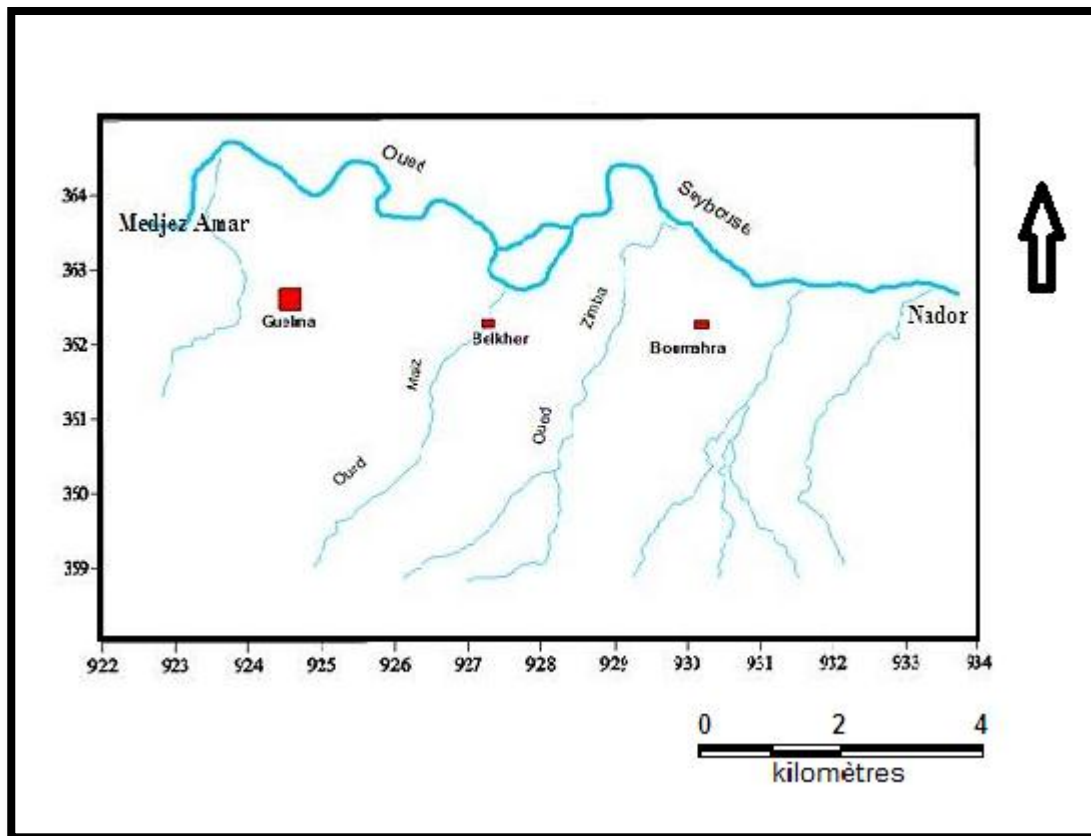 Oued
Seybouse
364
Medjez Amar
363
Guelma
362
Belkher
Zimba
Boumahra
Nador
Maiz
361
Oued
Oued
360
359
922 923 924 925 926 927 928 929 930 931 932 933 934
0 2 4
kilomètres